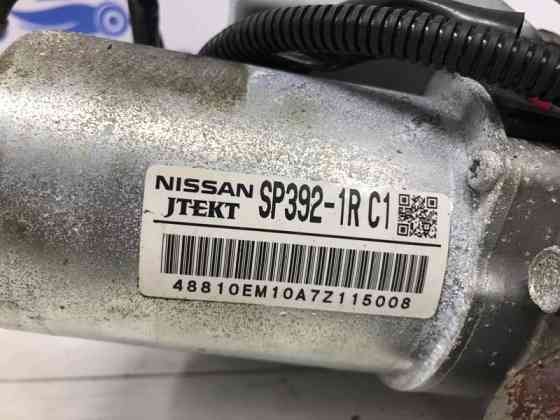 NISSAN SP392-1R C1
JTEKT
48810EM10A7Z115008